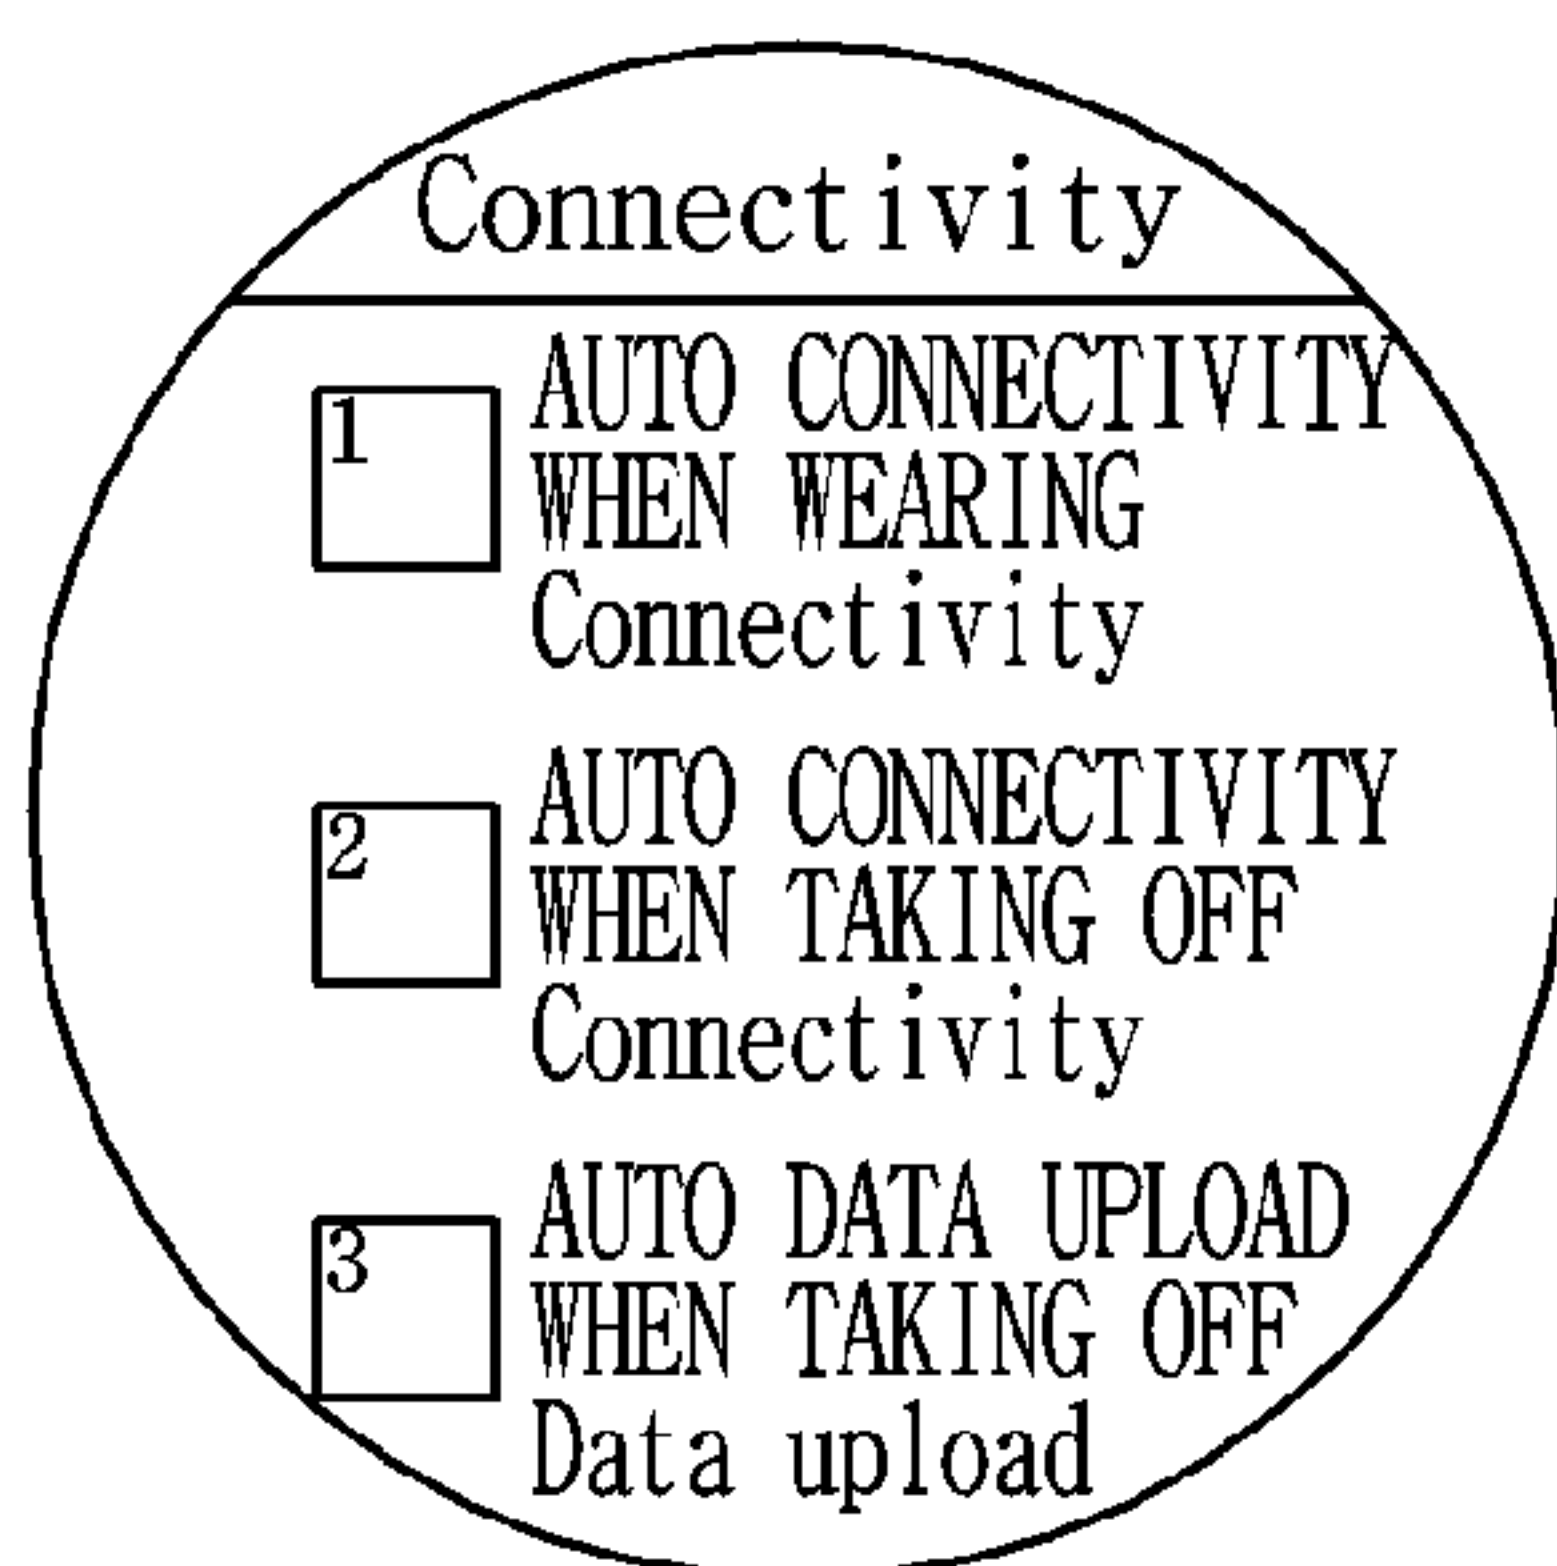 Connectivity
1
AUTO CONNECTIVITY
WHEN WEARING
Connectivity
2
AUTO CONNECTIVITY
WHEN TAKING OFF
Connectivity
3
AUTO DATA UPLOAD
WHEN TAKING OFF
Data upload